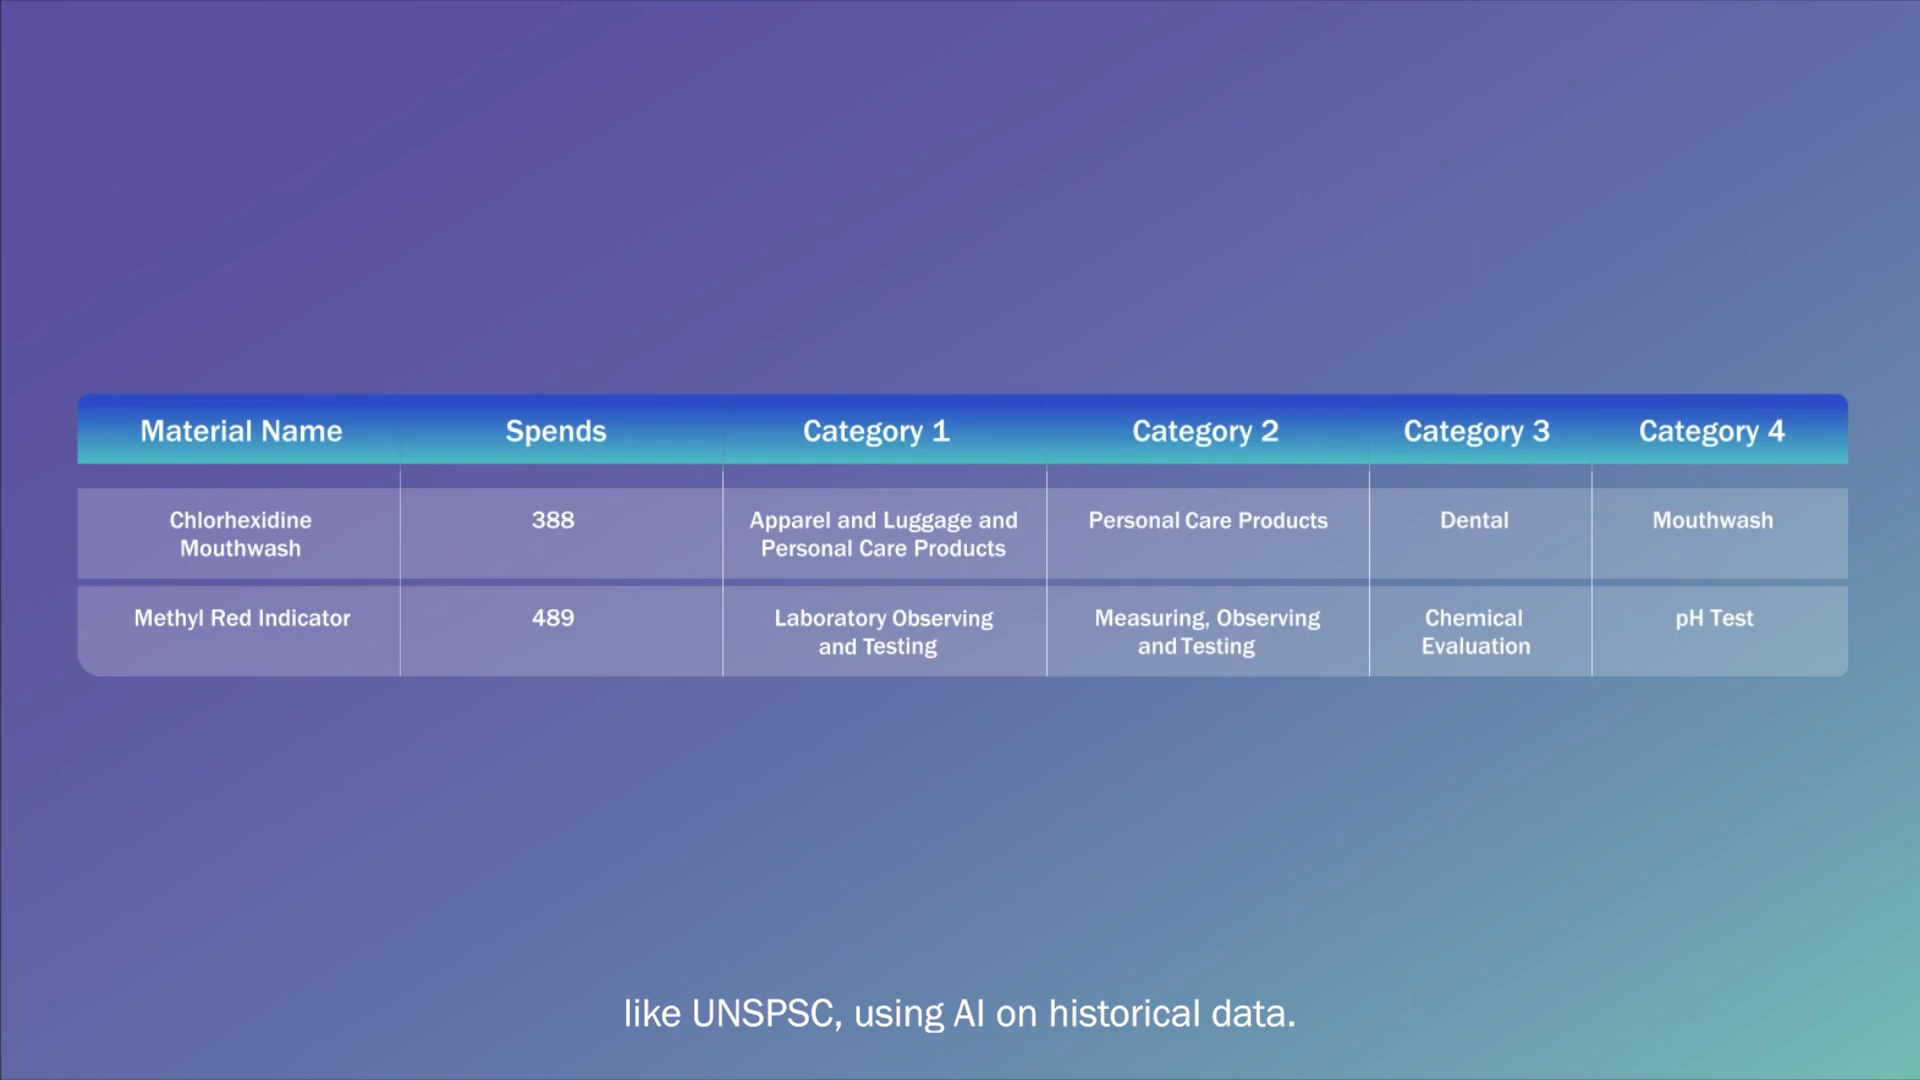 Material Name Spends Category 1 Category 2 Category 3 Category 4
Chlorhexidine 388 Apparel and Luggage and Personal Care Products Dental Mouthwash
Mouthwash Personal Care Products
Methyl Red Indicator 489 Laboratory Observing Measuring, Observing Chemical pH Test
and Testing and Testing Evaluation
like UNSPSC, using AI on historical data.